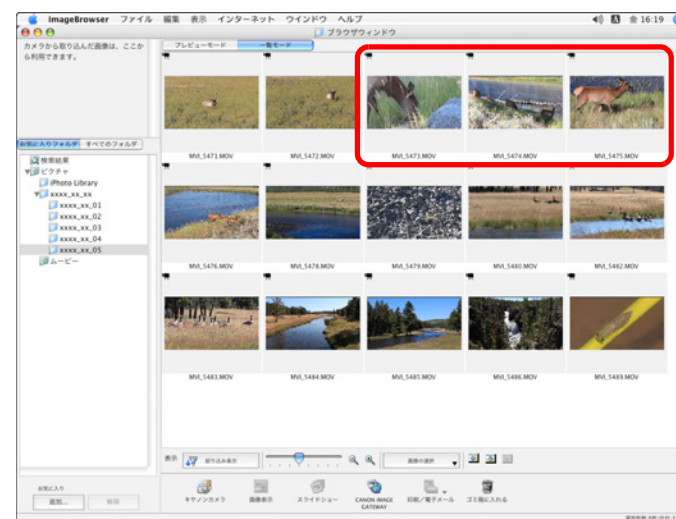 ImageBrowser ファイル 編集 表示 インターネット ウインドウ ヘルプ
金 16:19
ブラウザウィンドウ
カメラから取り込んだ画像は、ここか
ら利用できます。
プレビューモード 一覧モード
お気に入りフォルダ すべてのフォルダ
検索結果
ピクチャ
iPhoto Library
xxxx_xx_xx
xxxx_xx_01
xxxx_xx_02
xxxx_xx_03
xxxx_xx_04
xxxx_xx_05
ムービー
MVI_5471.MOV MVI_5472.MOV MVI_5473.MOV MVI_5474.MOV MVI_5475.MOV
MVI_5476.MOV MVI_5478.MOV MVI_5479.MOV MVI_5480.MOV MVI_5482.MOV
MVI_5483.MOV MVI_5484.MOV MVI_5485.MOV MVI_5486.MOV MVI_5489.MOV
表示 絞り込み表示 画像の選択
お気に入り
追加... 解除
キヤノンカメラ 画像表示 スライドショー CANON IMAGE GATEWAY 印刷/電子メール ゴミ箱に入れる